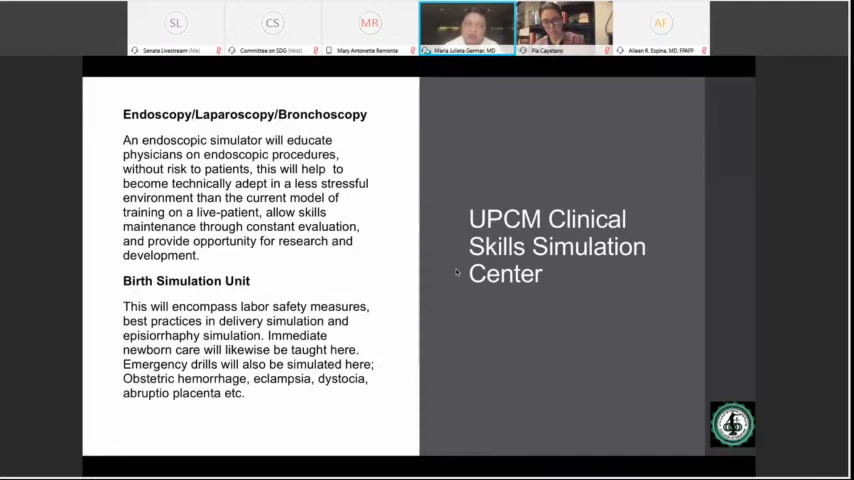 SL
CS
MR
AF
Senate Livestream (Me)
Committee on SDG (Host)
Mary Antonette Remonte
Maria Julieta Germar, MD
Pia Cayetano
Aileen R. Espina, MD, FPAFP
Endoscopy/Laparoscopy/Bronchoscopy
An endoscopic simulator will educate
physicians on endoscopic procedures,
without risk to patients, this will help to
become technically adept in a less stressful
environment than the current model of
training on a live-patient, allow skills
maintenance through constant evaluation,
and provide opportunity for research and
development.
Birth Simulation Unit
This will encompass labor safety measures,
best practices in delivery simulation and
episiorrhaphy simulation. Immediate
newborn care will likewise be taught here.
Emergency drills will also be simulated here;
Obstetric hemorrhage, eclampsia, dystocia,
abruptio placenta etc.
UPCM Clinical
Skills Simulation
Center